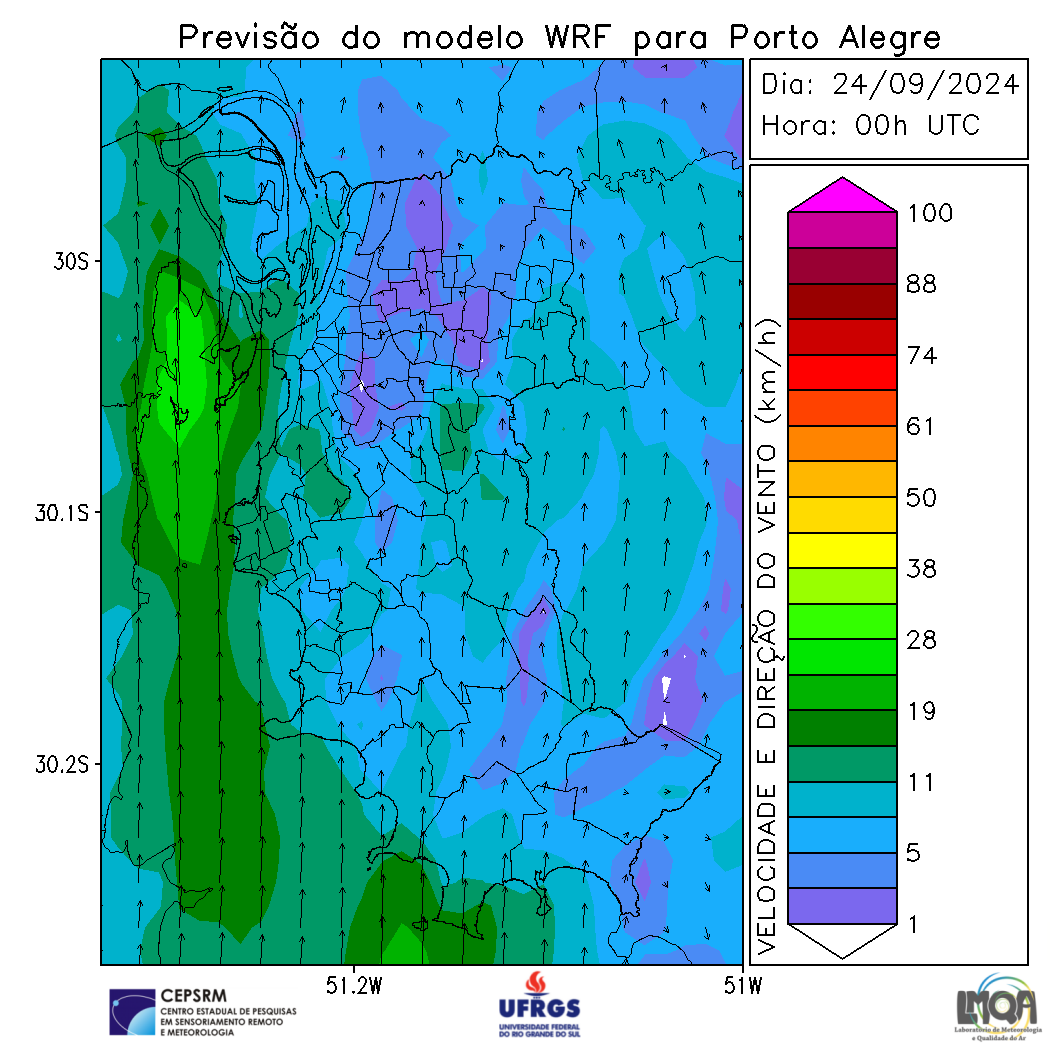 Previsão do modelo WRF para Porto Alegre
Dia: 24/09/2024
Hora: 00h UTC
30S
30.1S
30.2S
51.2W
51W
VELOCIDADE E DIREÇÃO DO VENTO (km/h)
100
88
74
61
50
38
28
19
11
5
1
CEPSRM
CENTRO ESTADUAL DE PESQUISAS
EM SENSORIAMENTO REMOTO
E METEOROLOGIA
UFRGS
UNIVERSIDADE FEDERAL
DO RIO GRANDE DO SUL
LMQA
Laboratório de Meteorologia
e Qualidade do Ar